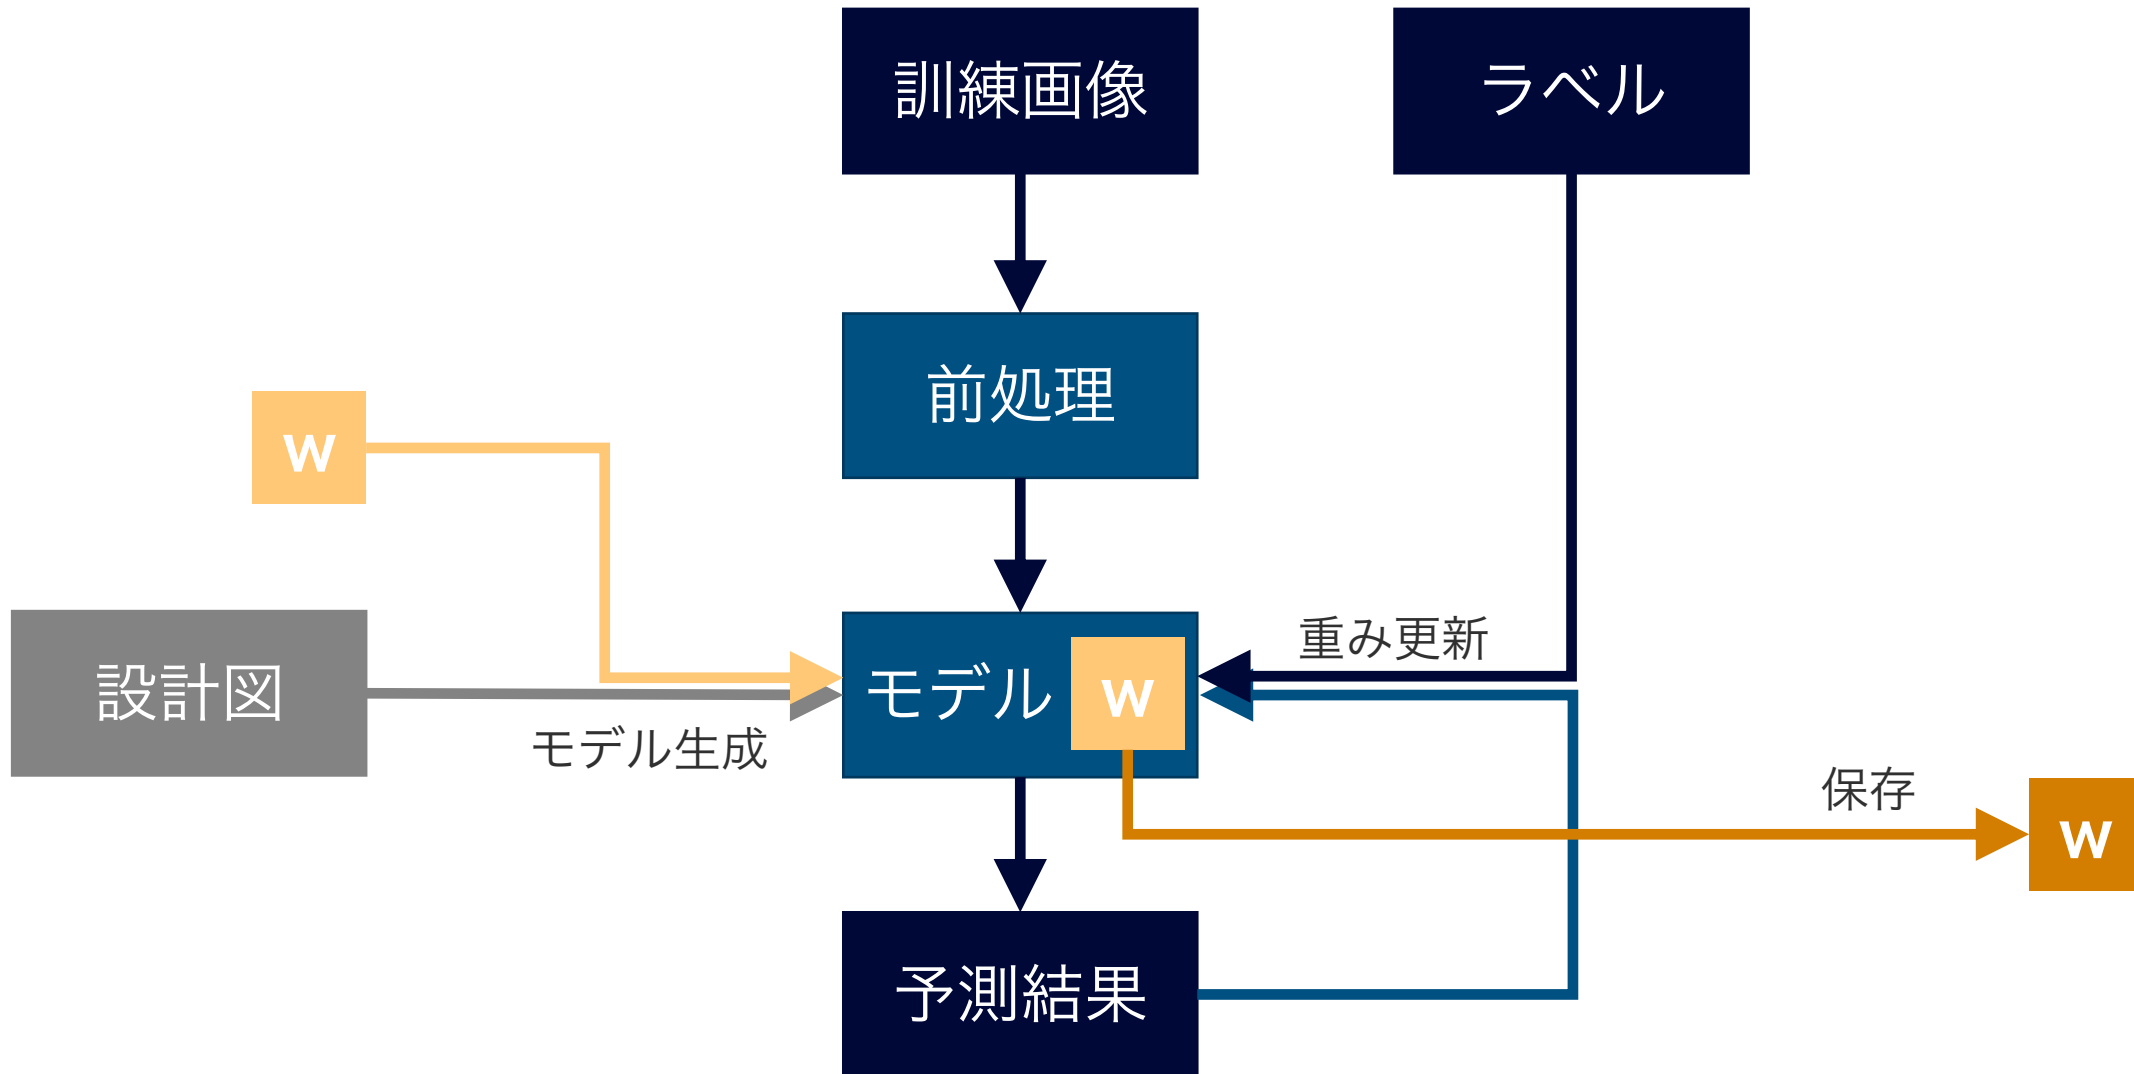 訓練画像
ラベル
前処理
w
設計図
モデル生成
モデル
w
重み更新
保存
w
予測結果